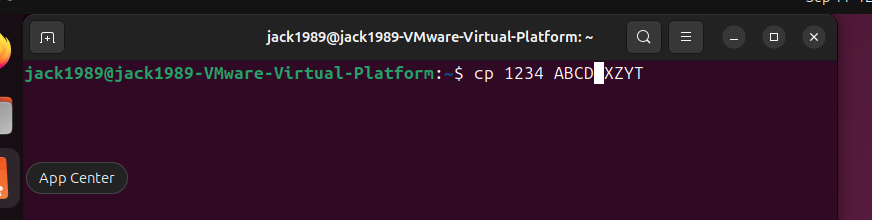 jack1989@jack1989-VMware-Virtual-Platform: ~
jack1989@jack1989-VMware-Virtual-Platform:~$ cp 1234 ABCD XZYT
App Center